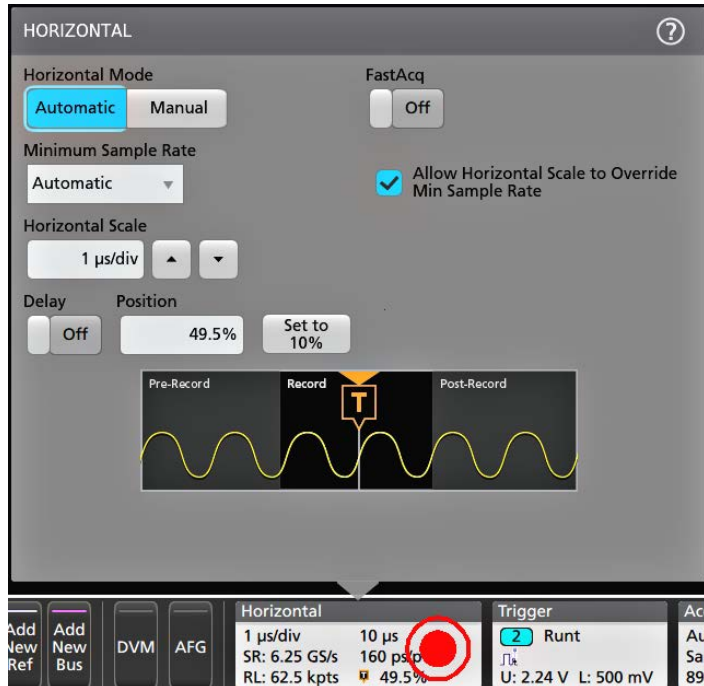 HORIZONTAL
Horizontal Mode
FastAcq
Automatic Manual
Off
Minimum Sample Rate
Automatic
Allow Horizontal Scale to Override
Min Sample Rate
Horizontal Scale
1 µs/div
Delay Position
Off 49.5% Set to
10%
Pre-Record Record Post-Record
T
Add
New
Ref
Add
New
Bus
DVM
AFG
Horizontal
1 µs/div 10 µs
SR: 6.25 GS/s 160 ps/p
RL: 62.5 kpts 49.5%
Trigger
2 Runt
U: 2.24 V L: 500 mV